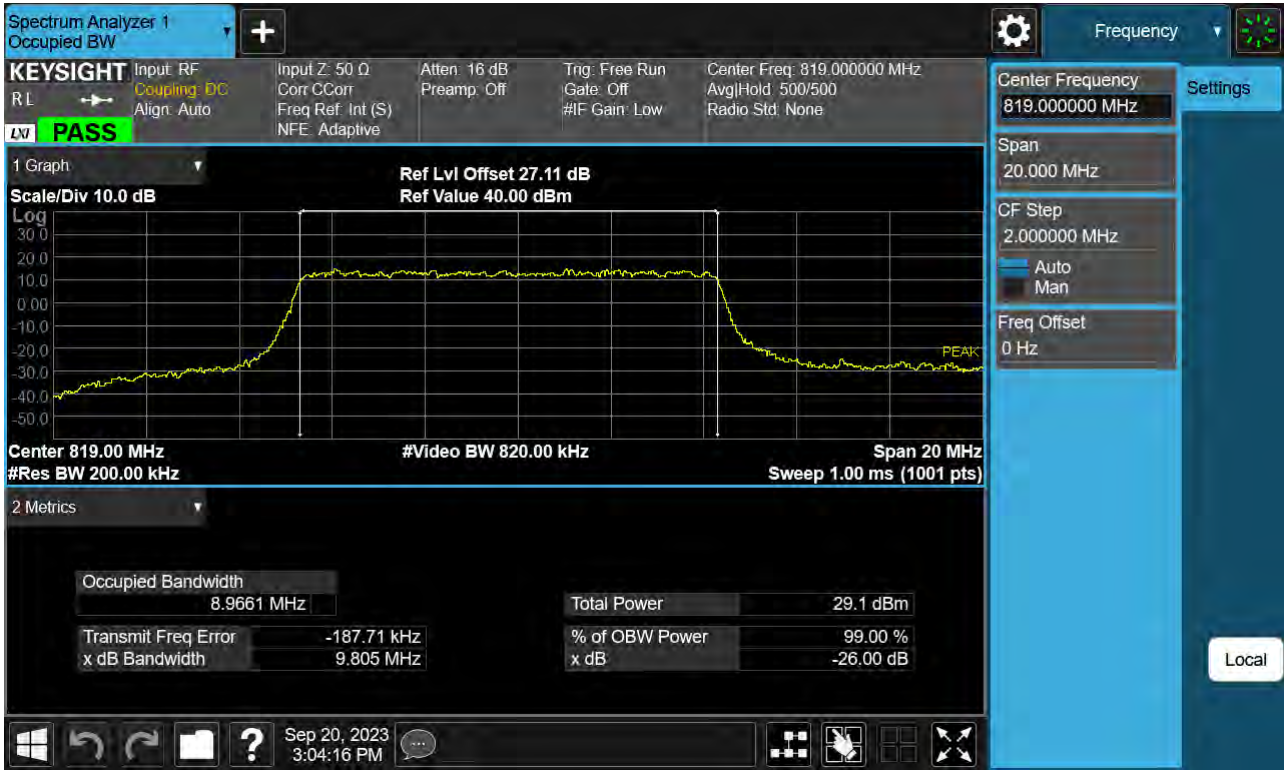 Spectrum Analyzer 1
Occupied BW
+
Frequency
KEYSIGHT
R L
LXI
PASS
Input: RF
Coupling: DC
Align: Auto
Input Z: 50 Ω
Corr CCorr
Freq Ref: Int (S)
NFE: Adaptive
Atten: 16 dB
Preamp: Off
Trig: Free Run
Gate: Off
#IF Gain: Low
Center Freq: 819.000000 MHz
Avg|Hold: 500/500
Radio Std: None
Center Frequency
819.000000 MHz
Settings
Span
20.000 MHz
CF Step
2.000000 MHz
Auto
Man
Freq Offset
0 Hz
1 Graph
Scale/Div 10.0 dB
Ref Lvl Offset 27.11 dB
Ref Value 40.00 dBm
Log
30.0
20.0
10.0
0.00
-10.0
-20.0
-30.0
-40.0
-50.0
PEAK
Center 819.00 MHz
#Video BW 820.00 kHz
Span 20 MHz
#Res BW 200.00 kHz
Sweep 1.00 ms (1001 pts)
2 Metrics
Occupied Bandwidth
8.9661 MHz
Total Power 29.1 dBm
Transmit Freq Error -187.71 kHz
% of OBW Power 99.00 %
x dB Bandwidth 9.805 MHz
x dB -26.00 dB
Local
?
Sep 20, 2023
3:04:16 PM